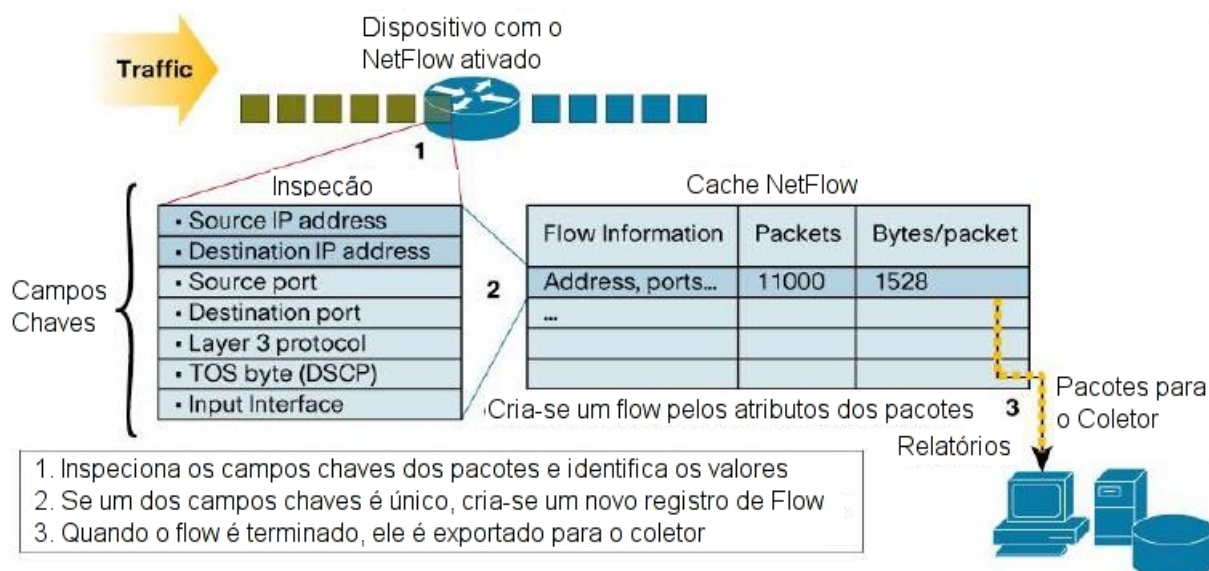 Dispositivo com o
NetFlow ativado
Traffic
1
Inspeção
Cache NetFlow
Campos
Chaves
• Source IP address
• Destination IP address
• Source port
• Destination port
• Layer 3 protocol
• TOS byte (DSCP)
• Input Interface
2
Flow Information
Packets
Bytes/packet
Address, ports...
11000
1528
...
Cria-se um flow pelos atributos dos pacotes
3
Pacotes para
o Coletor
Relatórios
1. Inspeciona os campos chaves dos pacotes e identifica os valores
2. Se um dos campos chaves é único, cria-se um novo registro de Flow
3. Quando o flow é terminado, ele é exportado para o coletor